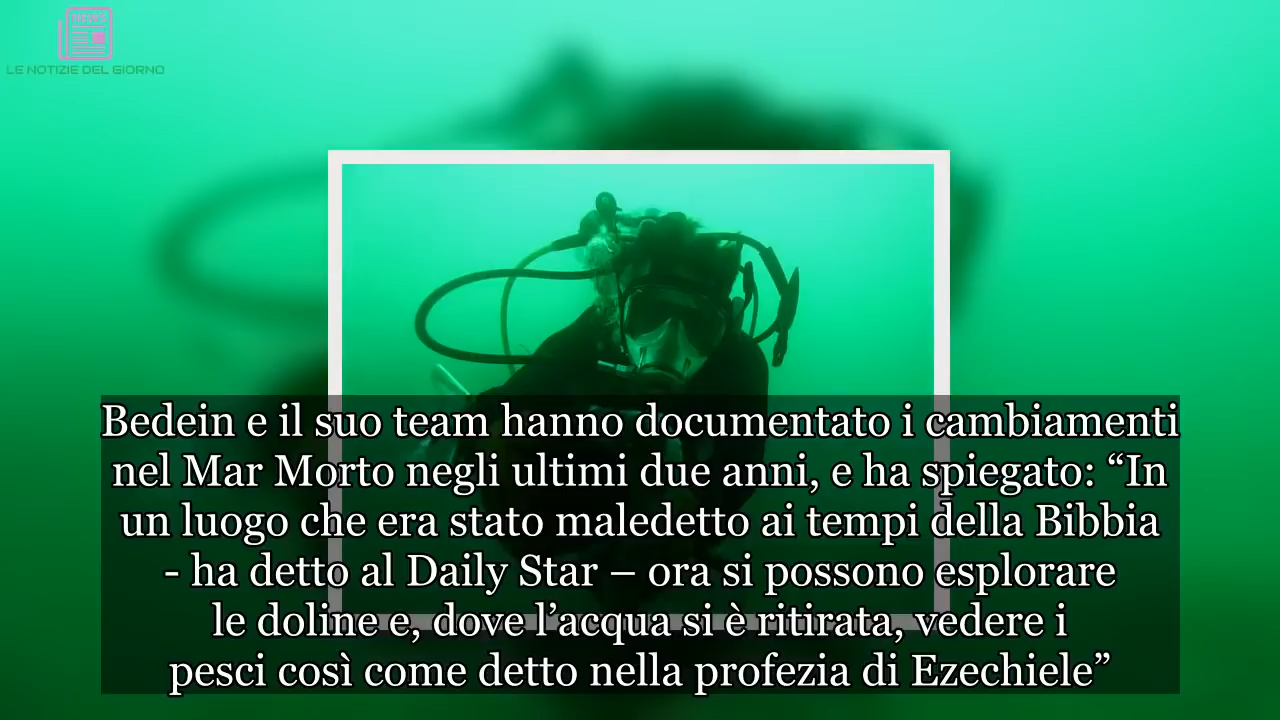 NEWS
LE NOTIZIE DEL GIORNO
Bedein e il suo team hanno documentato i cambiamenti
nel Mar Morto negli ultimi due anni, e ha spiegato: “In
un luogo che era stato maledetto ai tempi della Bibbia
- ha detto al Daily Star – ora si possono esplorare
le doline e, dove l’acqua si è ritirata, vedere i
pesci così come detto nella profezia di Ezechiele”